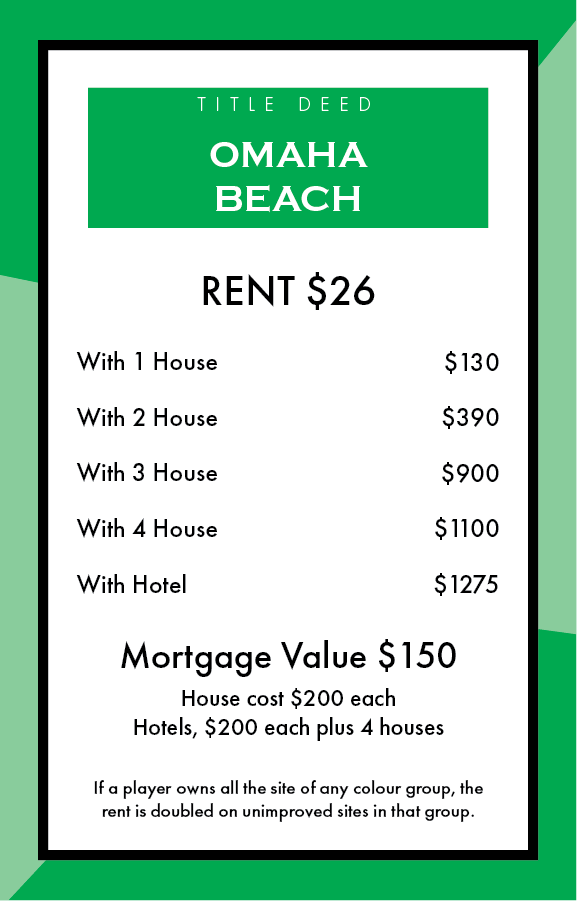 TITLE DEED
OMAHA
BEACH
RENT $26
With 1 House $130
With 2 House $390
With 3 House $900
With 4 House $1100
With Hotel $1275
Mortgage Value $150
House cost $200 each
Hotels, $200 each plus 4 houses
If a player owns all the site of any colour group, the
rent is doubled on unimproved sites in that group.